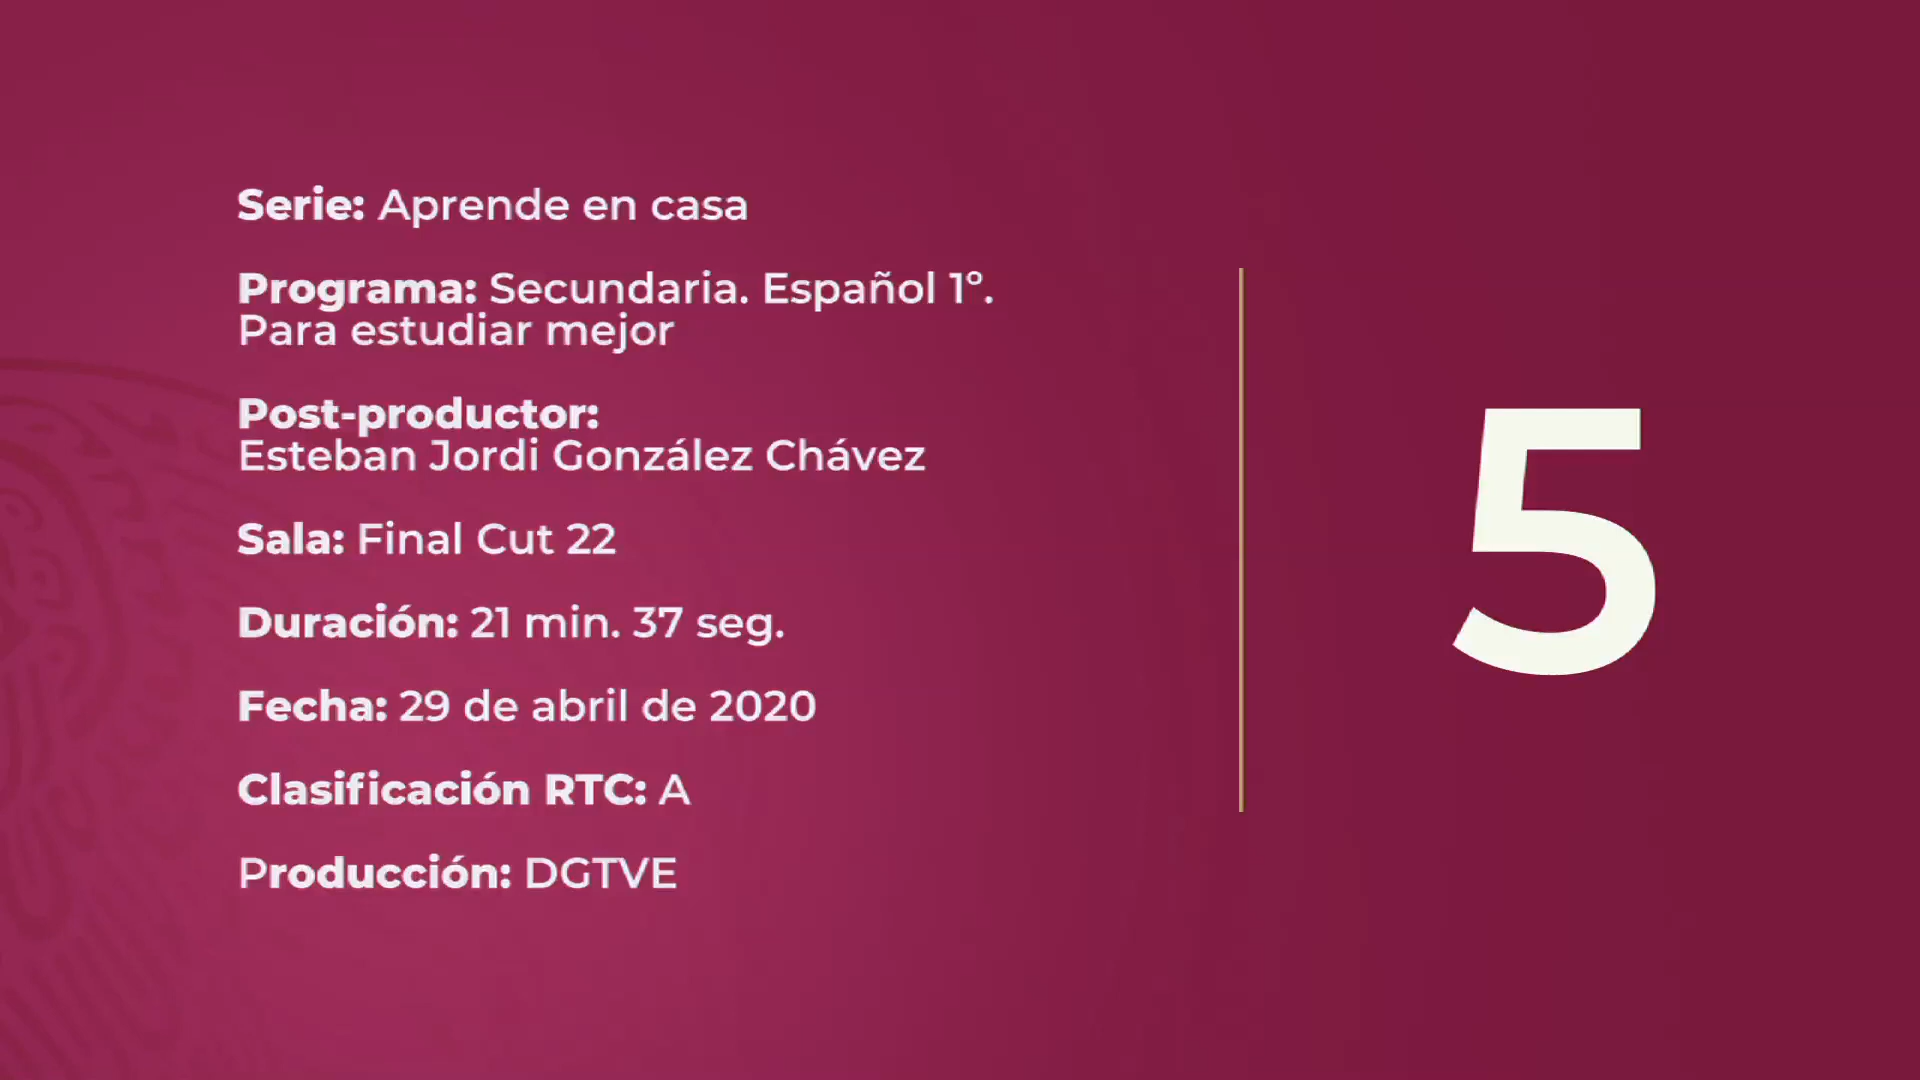 Serie: Aprende en casa
Programa: Secundaria. Español 1º.
Para estudiar mejor
Post-productor:
Esteban Jordi González Chávez
Sala: Final Cut 22
Duración: 21 min. 37 seg.
Fecha: 29 de abril de 2020
Clasificación RTC: A
Producción: DGTVE
5